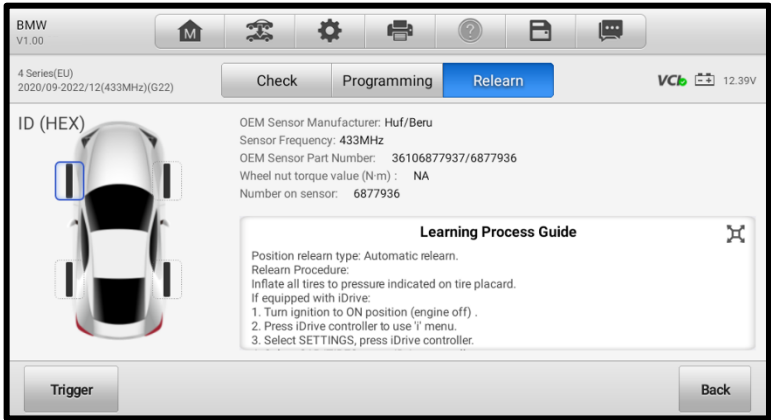 BMW
V1.00
M
?
4 Series(EU)
2020/09-2022/12(433MHz)(G22)
Check
Programming
Relearn
VCI
12.39V
ID (HEX)
OEM Sensor Manufacturer: Huf/Beru
Sensor Frequency: 433MHz
OEM Sensor Part Number: 36106877937/6877936
Wheel nut torque value (N·m) : NA
Number on sensor: 6877936
Learning Process Guide
Position relearn type: Automatic relearn.
Relearn Procedure:
Inflate all tires to pressure indicated on tire placard.
If equipped with iDrive:
1. Turn ignition to ON position (engine off) .
2. Press iDrive controller to use 'i' menu.
3. Select SETTINGS, press iDrive controller.
Trigger
Back